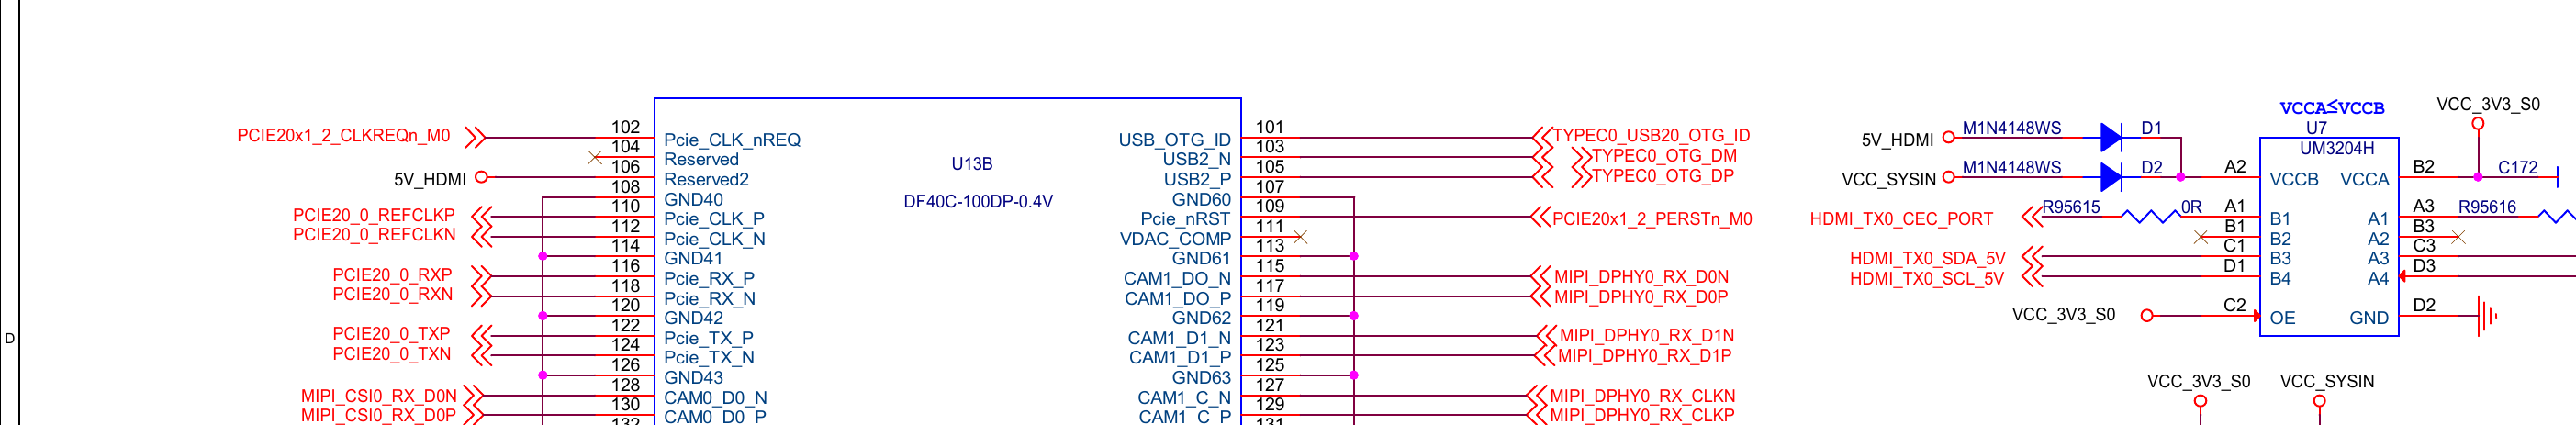 PCIE20x1_2_CLKREQn_M0
5V_HDMI
PCIE20_0_REFCLKP
PCIE20_0_REFCLKN
PCIE20_0_RXP
PCIE20_0_RXN
PCIE20_0_TXP
PCIE20_0_TXN
MIPI_CSI0_RX_D0N
MIPI_CSI0_RX_D0P
D
102 Pcie_CLK_nREQ
104 Reserved
106 Reserved2
108 GND40
110 Pcie_CLK_P
112 Pcie_CLK_N
114 GND41
116 Pcie_RX_P
118 Pcie_RX_N
120 GND42
122 Pcie_TX_P
124 Pcie_TX_N
126 GND43
128 CAM0_D0_N
130 CAM0_D0_P
132
U13B
DF40C-100DP-0.4V
USB_OTG_ID 101
USB2_N 103
USB2_P 105
GND60 107
Pcie_nRST 109
VDAC_COMP 111
GND61 113
CAM1_DO_N 115
CAM1_DO_P 117
GND62 119
CAM1_D1_N 121
CAM1_D1_P 123
GND63 125
CAM1_C_N 127
CAM1_C_P 129
131
TYPEC0_USB20_OTG_ID
TYPEC0_OTG_DM
TYPEC0_OTG_DP
PCIE20x1_2_PERSTn_M0
MIPI_DPHY0_RX_D0N
MIPI_DPHY0_RX_D0P
MIPI_DPHY0_RX_D1N
MIPI_DPHY0_RX_D1P
MIPI_DPHY0_RX_CLKN
MIPI_DPHY0_RX_CLKP
5V_HDMI M1N4148WS D1
VCC_SYSIN M1N4148WS D2
HDMI_TX0_CEC_PORT R95615 0R
HDMI_TX0_SDA_5V
HDMI_TX0_SCL_5V
VCC_3V3_S0
VCCA≤VCCB
U7
UM3204H
A2 VCCB VCCA B2
A1 B1 A1 A3
B1 B2 A2 B3
C1 B3 A3 C3
D1 B4 A4 D3
C2 OE GND D2
VCC_3V3_S0
C172
R95616
VCC_3V3_S0 VCC_SYSIN